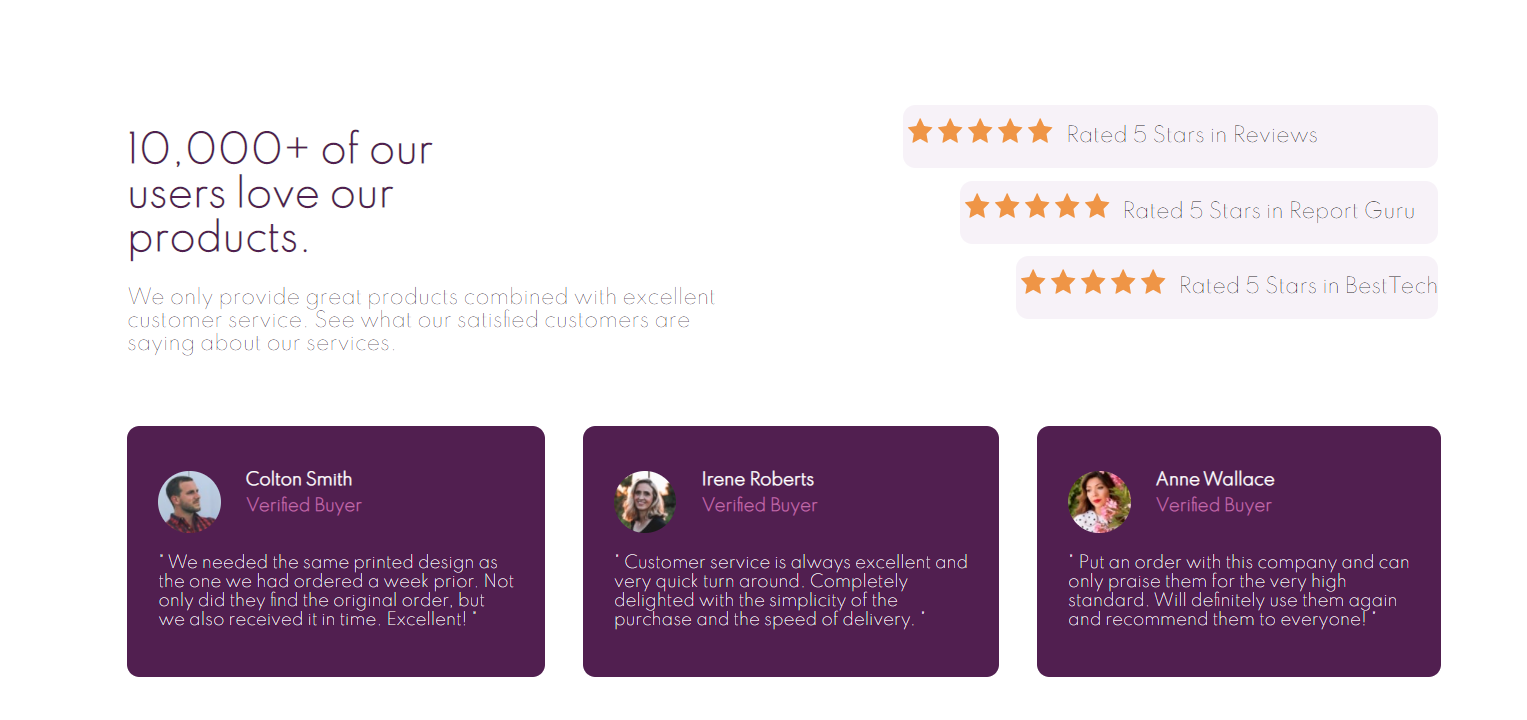 10,000+ of our
users love our
products.
We only provide great products combined with excellent
customer service. See what our satisfied customers are
saying about our services.
Rated 5 Stars in Reviews
Rated 5 Stars in Report Guru
Rated 5 Stars in BestTech
Colton Smith
Verified Buyer
" We needed the same printed design as
the one we had ordered a week prior. Not
only did they find the original order, but
we also received it in time. Excellent! "
Irene Roberts
Verified Buyer
" Customer service is always excellent and
very quick turn around. Completely
delighted with the simplicity of the
purchase and the speed of delivery. "
Anne Wallace
Verified Buyer
" Put an order with this company and can
only praise them for the very high
standard. Will definitely use them again
and recommend them to everyone! "